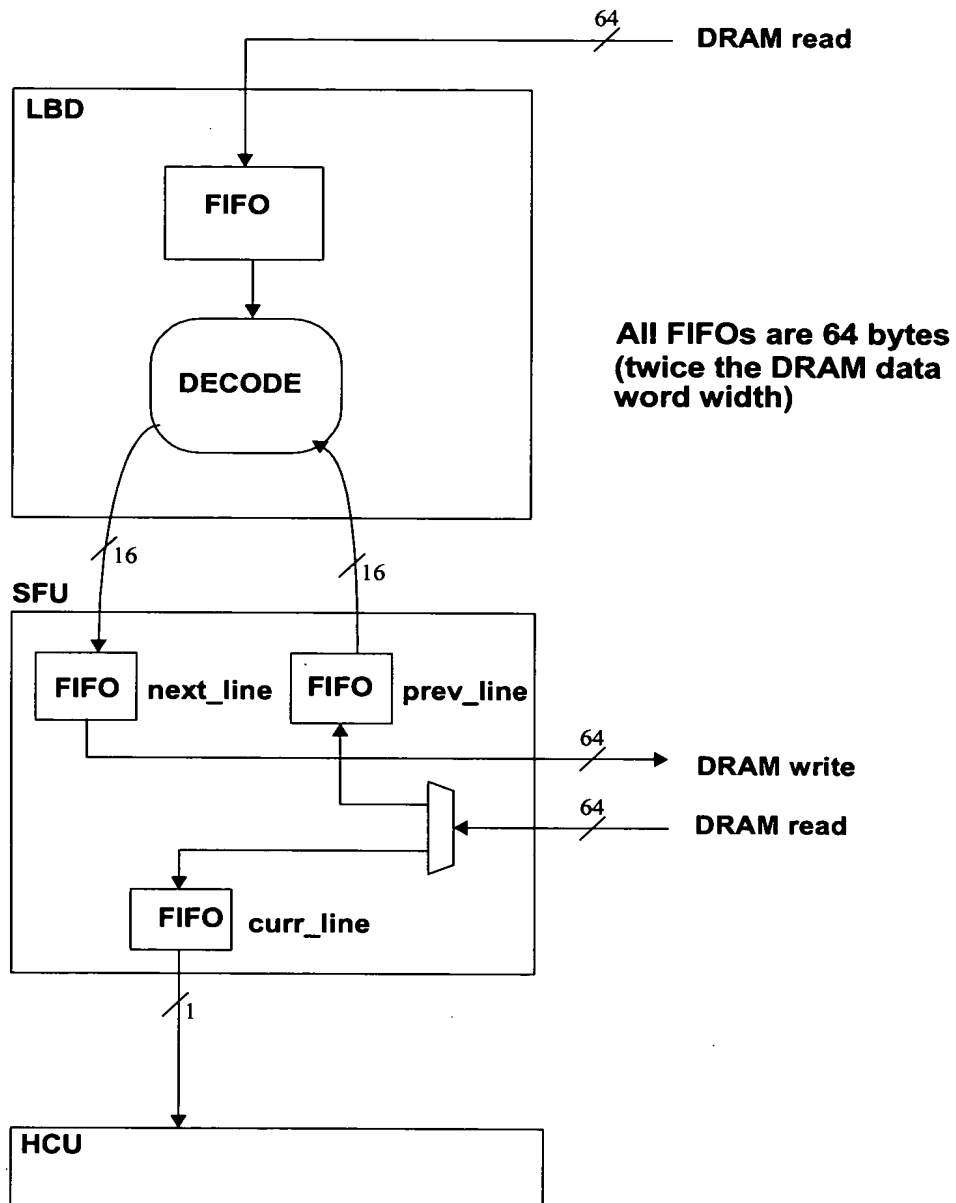 64
DRAM read
LBD
FIFO
DECODE
All FIFOs are 64 bytes
(twice the DRAM data
word width)
16
16
SFU
FIFO
next_line
FIFO
prev_line
64
DRAM write
64
DRAM read
FIFO
curr_line
1
HCU